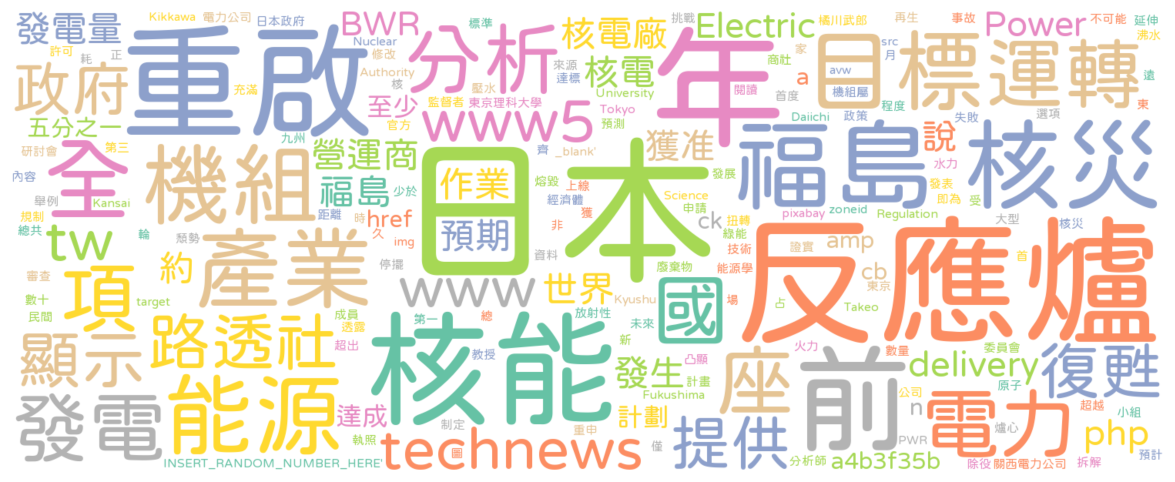 發電量
Kikkawa
電力公司
日本政府
BWR
標準
分析
核電廠
挑戰
Electric
橘川武郎
再生
事故
Power
不可能
延伸
沸水
許可
耗
正
Nuclear
修改
重啟
政府
Authority
核
充滿
來源
達標
壓水
核電
家
商社
年
a
閱讀
目
src
月
avw
機組屬
標
運轉
遠
東
至少
監督者
東京理科大學
University
官方
Tokyo
預測
首度
Daiichi
政策
程度
失敗
選項
五分之一
九州
www5
獲准
福島
核災
說
水力
研討會
第三
全
機組
營運商
齊
_blank'
發展
內容
日本
作業
預期
熔毀
上線
經濟體
Science
申請
發表
即為
受
舉例
Kansai
福島
少於
距離
href
獲
非
ck
扭轉
pixabay
zoneid
Regulation
大型
核災
規制
總共
輪
頹勢
時
久
img
綠能
技術
tw
資料
反應爐
證實
amp
首
產業
約
停擺
廢棄物
能源學
cb
審查
項
www
世界
國
場
東京
數十
target
成員
Kyushu
占
Takeo
民間
透露
第一
總
放射性
路透社
超出
核能
新
未來
火力
數量
顯示
教授
發生
凸顯
計畫
座
前
delivery
委員會
復甦
原子
能源
Fukushima
公司
發電
達成
計劃
n
電力
超越
小組
執照
制定
重申
提供
爐心
technews
圖
僅
PWR
php
INSERT_RANDOM_NUMBER_HERE'
分析師
a4b3f35b
除役
關西電力公司
拆解
預計